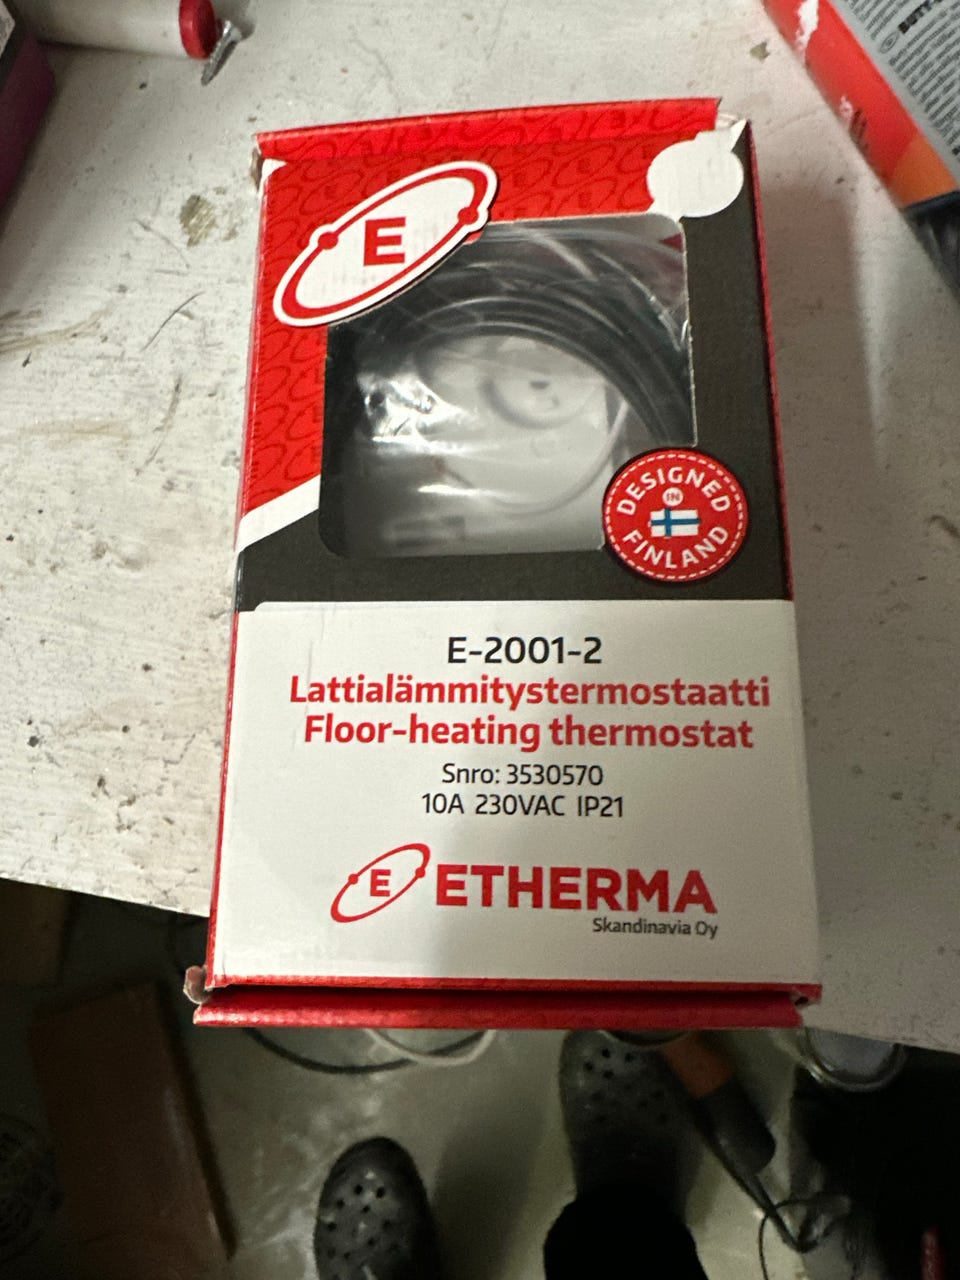 E
DESIGNED
IN
FINLAND
E-2001-2
Lattialämmitystermostaatti
Floor-heating thermostat
Snro: 3530570
10A 230VAC IP21
E ETHERMA
Skandinavia Oy